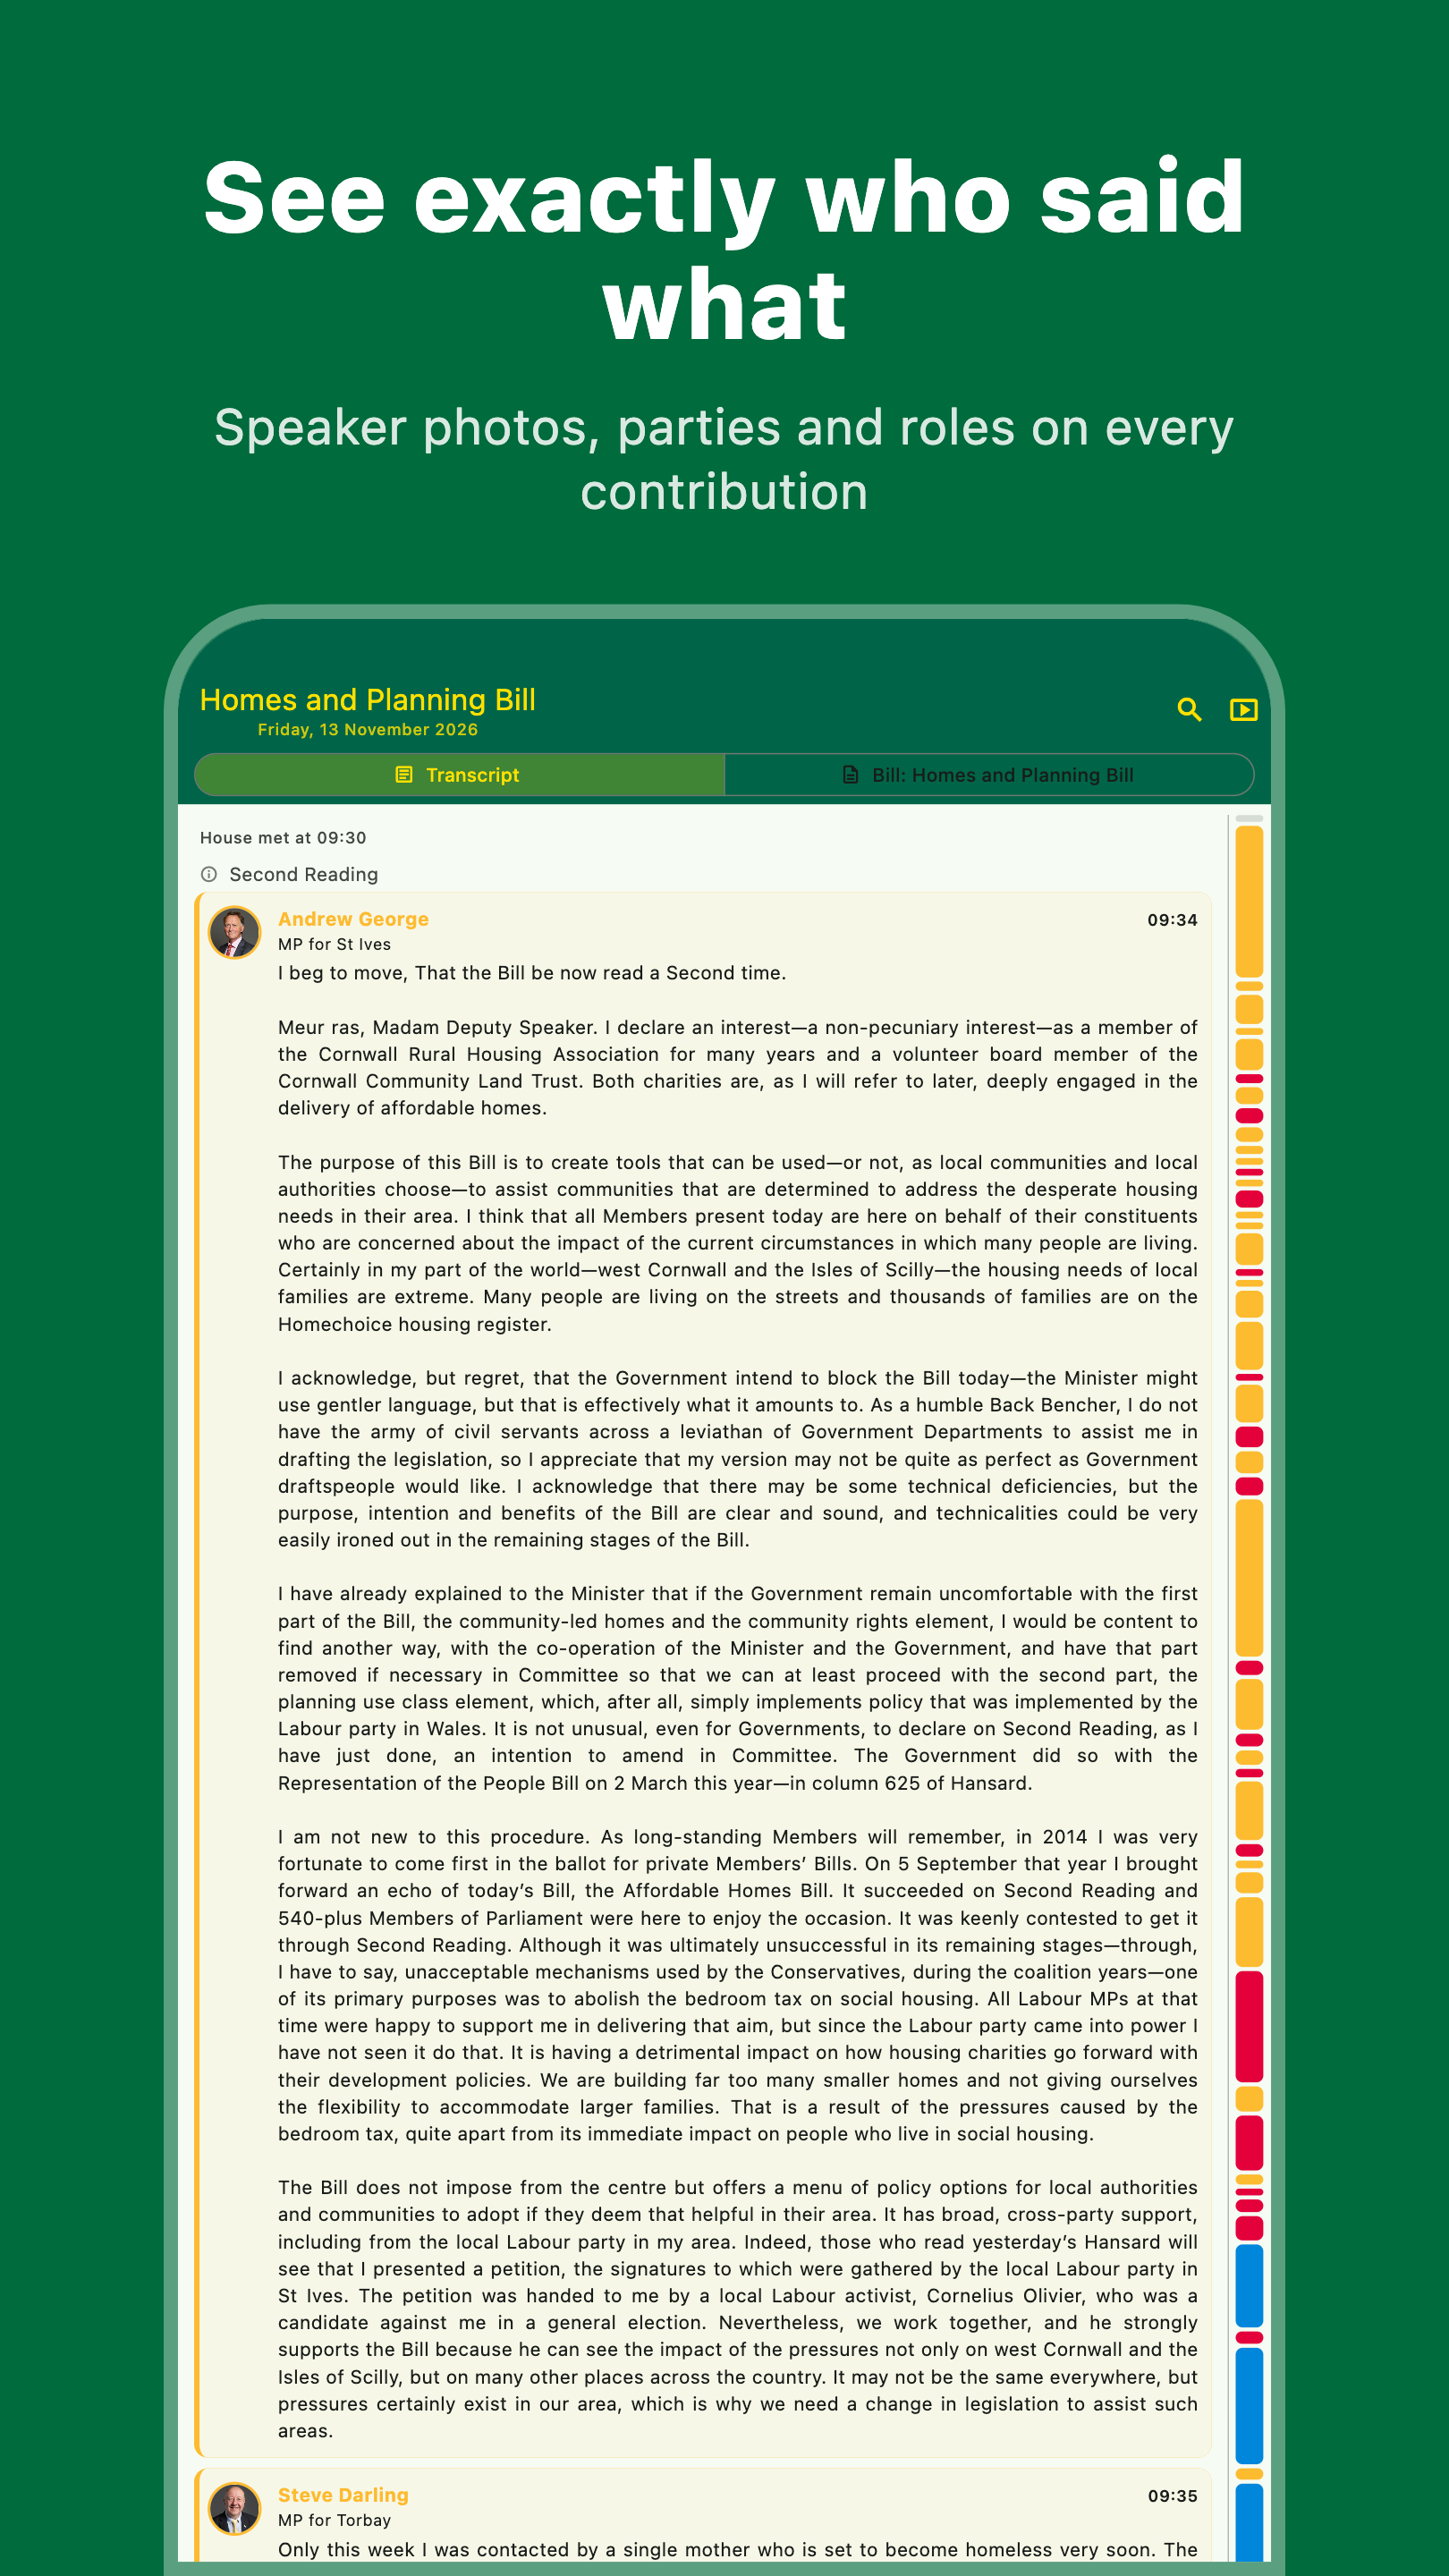 See exactly who said
what
Speaker photos, parties and roles on every
contribution
Homes and Planning Bill
Friday, 13 November 2026
Transcript
Bill: Homes and Planning Bill
House met at 09:30
Second Reading
Andrew George
09:34
MP for St Ives
I beg to move, That the Bill be now read a Second time.
Meur ras, Madam Deputy Speaker. I declare an interest—a non-pecuniary interest—as a member of
the Cornwall Rural Housing Association for many years and a volunteer board member of the
Cornwall Community Land Trust. Both charities are, as I will refer to later, deeply engaged in the
delivery of affordable homes.
The purpose of this Bill is to create tools that can be used—or not, as local communities and local
authorities choose—to assist communities that are determined to address the desperate housing
needs in their area. I think that all Members present today are here on behalf of their constituents
who are concerned about the impact of the current circumstances in which many people are living.
Certainly in my part of the world—west Cornwall and the Isles of Scilly—the housing needs of local
families are extreme. Many people are living on the streets and thousands of families are on the
Homechoice housing register.
I acknowledge, but regret, that the Government intend to block the Bill today—the Minister might
use gentler language, but that is effectively what it amounts to. As a humble Back Bencher, I do not
have the army of civil servants across a leviathan of Government Departments to assist me in
drafting the legislation, so I appreciate that my version may not be quite as perfect as Government
draftspeople would like. I acknowledge that there may be some technical deficiencies, but the
purpose, intention and benefits of the Bill are clear and sound, and technicalities could be very
easily ironed out in the remaining stages of the Bill.
I have already explained to the Minister that if the Government remain uncomfortable with the first
part of the Bill, the community-led homes and the community rights element, I would be content to
find another way, with the co-operation of the Minister and the Government, and have that part
removed if necessary in Committee so that we can at least proceed with the second part, the
planning use class element, which, after all, simply implements policy that was implemented by the
Labour party in Wales. It is not unusual, even for Governments, to declare on Second Reading, as I
have just done, an intention to amend in Committee. The Government did so with the
Representation of the People Bill on 2 March this year—in column 625 of Hansard.
I am not new to this procedure. As long-standing Members will remember, in 2014 I was very
fortunate to come first in the ballot for private Members’ Bills. On 5 September that year I brought
forward an echo of today’s Bill, the Affordable Homes Bill. It succeeded on Second Reading and
540-plus Members of Parliament were here to enjoy the occasion. It was keenly contested to get it
through Second Reading. Although it was ultimately unsuccessful in its remaining stages—through,
I have to say, unacceptable mechanisms used by the Conservatives, during the coalition years—one
of its primary purposes was to abolish the bedroom tax on social housing. All Labour MPs at that
time were happy to support me in delivering that aim, but since the Labour party came into power I
have not seen it do that. It is having a detrimental impact on how housing charities go forward with
their development policies. We are building far too many smaller homes and not giving ourselves
the flexibility to accommodate larger families. That is a result of the pressures caused by the
bedroom tax, quite apart from its immediate impact on people who live in social housing.
The Bill does not impose from the centre but offers a menu of policy options for local authorities
and communities to adopt if they deem that helpful in their area. It has broad, cross-party support,
including from the local Labour party in my area. Indeed, those who read yesterday’s Hansard will
see that I presented a petition, the signatures to which were gathered by the local Labour party in
St Ives. The petition was handed to me by a local Labour activist, Cornelius Olivier, who was a
candidate against me in a general election. Nevertheless, we work together, and he strongly
supports the Bill because he can see the impact of the pressures not only on west Cornwall and the
Isles of Scilly, but on many other places across the country. It may not be the same everywhere, but
pressures certainly exist in our area, which is why we need a change in legislation to assist such
areas.
Steve Darling
09:35
MP for Torbay
Only this week I was contacted by a single mother who is set to become homeless very soon. The